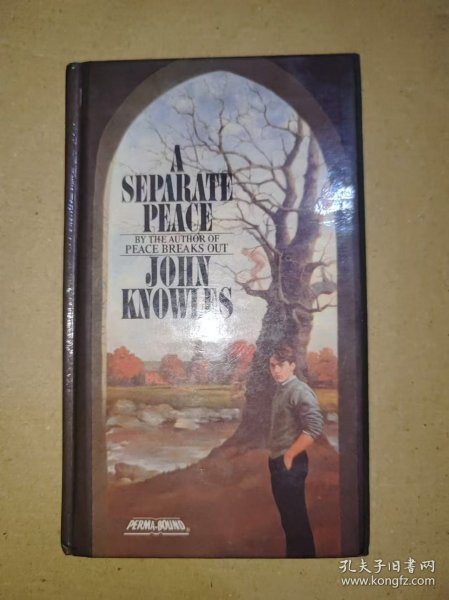 A
SEPARATE
PEACE
BY THE AUTHOR OF
PEACE BREAKS OUT
JOHN
KNOWLES
PERMA-BOUND
孔夫子旧书网
www.kongfz.com